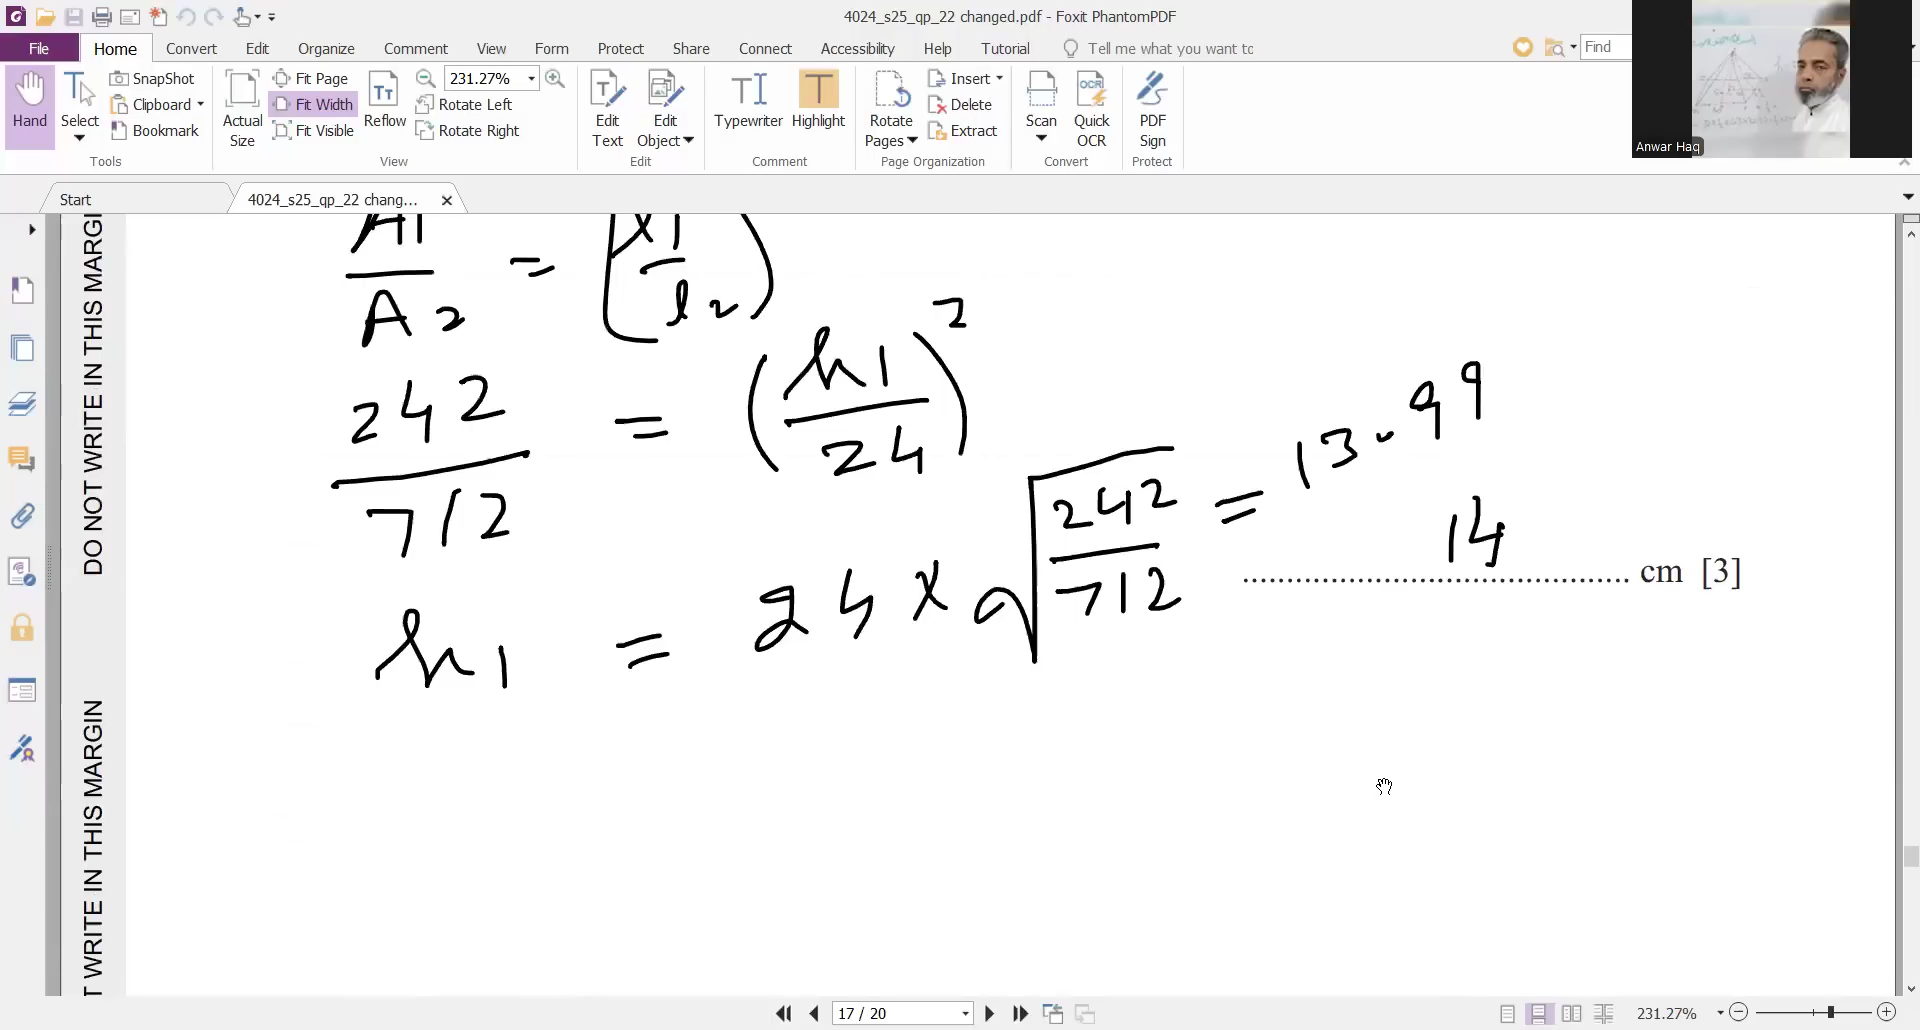 4024_s25_qp_22 changed.pdf - Foxit PhantomPDF
File Home Convert Edit Organize Comment View Form Protect Share Connect Accessibility Help Tutorial Tell me what you want to Find
Hand Select SnapShot Clipboard Bookmark
Tools
Actual Size Fit Page Fit Width Fit Visible Reflow 231.27% Rotate Left Rotate Right
View
Edit Text Edit Object
Edit
Typewriter Highlight
Comment
Rotate Pages Insert Delete Extract
Page Organization
Scan Quick OCR
Convert
PDF Sign
Protect
Anwar Haq
Start 4024_s25_qp_22 chang...
DO NOT WRITE IN THIS MARGIN
T WRITE IN THIS MARGIN
A1/A2 = (l1/l2)
242/712 = (h1/24)²
h1 = 24 × √(242/712) = 13.99
14 cm [3]
17 / 20 231.27%